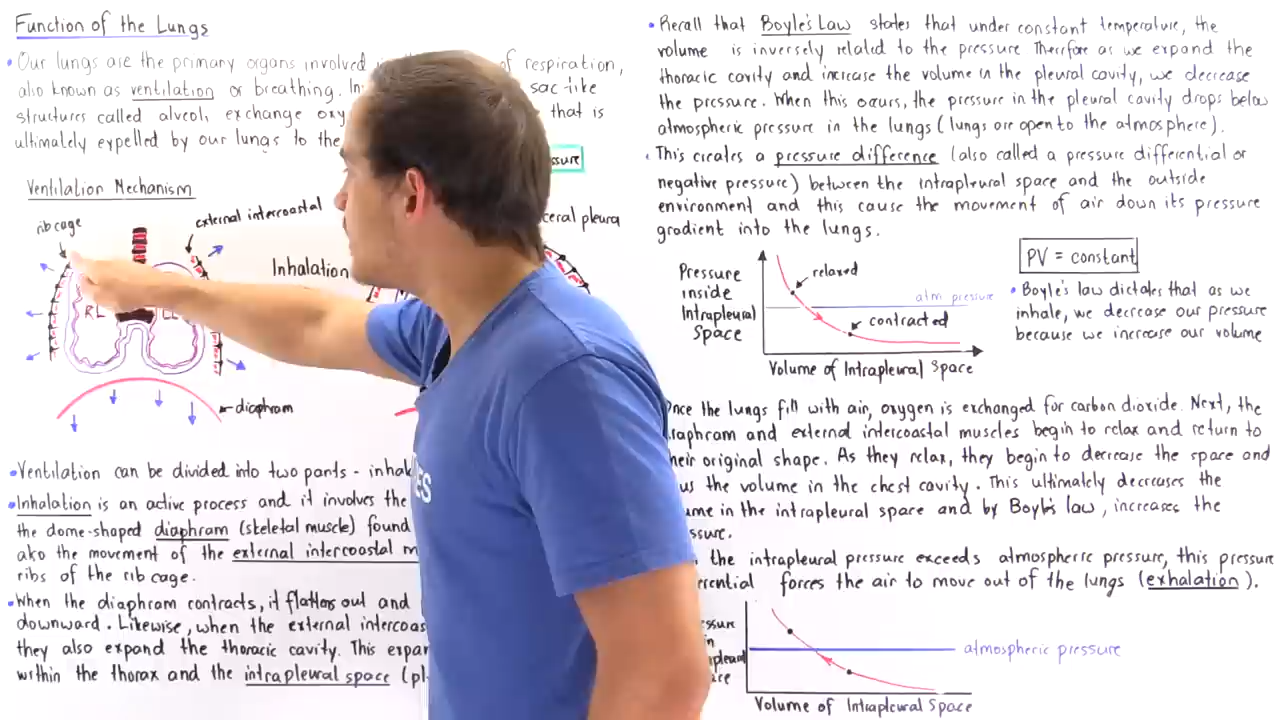 Function of the Lungs
• Our lungs are the primary organs involved of respiration,
also known as ventilation or breathing. sac-like
structures called alveoli exchange that is
ultimately expelled by our lungs to the
Ventilation Mechanism
rib cage
external intercostal
Inhalation
RL
diaphram
pleura
• Ventilation can be divided into two parts -
• Inhalation is an active process and it involves the
the dome-shaped diaphram (skeletal muscle) found
ako the movement of the external intercostal
ribs of the rib cage.
• When the diaphram contracts, it flattens out and
downward. Likewise, when the external
they also expand the thoracic cavity. This
within the thorax and the intrapleural space
• Recall that Boyle's Law states that under constant temperature, the
volume is inversely related to the pressure Therefore as we expand the
thoracic cavity and increase the volume in the pleural cavity, we decrease
the pressure. When this occurs, the pressure in the pleural cavity drops below
atmospheric pressure in the lungs (lungs are open to the atmosphere).
• This creates a pressure difference (also called a pressure differential or
negative pressure) between the intrapleural space and the outside
environment and this cause the movement of air down its pressure
gradient into the lungs.
Pressure
inside
Intrapleural
Space
relaxed
atm pressure
contracted
Volume of Intrapleural Space
PV = constant
• Boyle's law dictates that as we
inhale, we decrease our pressure
because we increase our volume
Once the lungs fill with air, oxygen is exchanged for carbon dioxide. Next, the
and external intercostal muscles begin to relax and return to
original shape. As they relax, they begin to decrease the space and
the volume in the chest cavity. This ultimately decreases the
in the intrapleural space and by Boyle's law, increases the
the intrapleural pressure exceeds atmospheric pressure, this pressure
forces the air to move out of the lungs (exhalation).
atmospheric pressure
Volume of Intrapleural Space